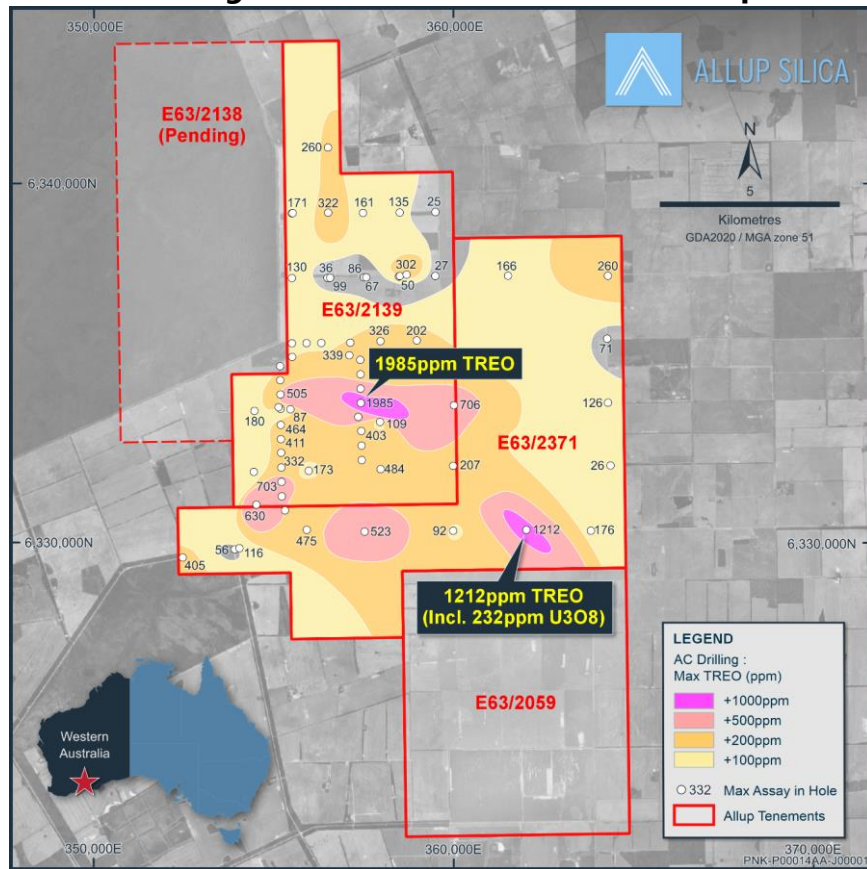 350,000E
360,000E
ALLUP SILICA
E63/2138
(Pending)
N
260
6,340,000N
5
171
322
161
135
25
Kilometres
GDA2020 / MGA zone 51
130
36
86
302
27
166
260
99
67
50
E63/2139
326
202
71
339
1985ppm TREO
505
1985
706
126
180
87
109
464
403
E63/2371
411
332
173
484
207
26
703
630
475
523
92
1212
176
6,330,000N
6,330,000N
56
116
405
1212ppm TREO
(Incl. 232ppm U3O8)
LEGEND
AC Drilling :
Max TREO (ppm)
+1000ppm
+500ppm
+200ppm
+100ppm
332 Max Assay in Hole
Allup Tenements
E63/2059
Western
Australia
350,000E
360,000E
370,000E
PNK-P00014AA-J00001